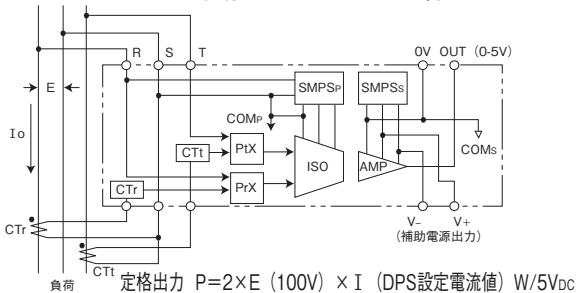 R S T 0V OUT (0-5V)
E
SMPSP SMPSS
Io
COMP
COMS
CTt PtX
ISO AMP
CTr PrX
CTr
V- V+
(補助電源出力)
CTt
負荷
定格出力 P=2×E (100V) ×I (DPS設定電流値) W/5VDC